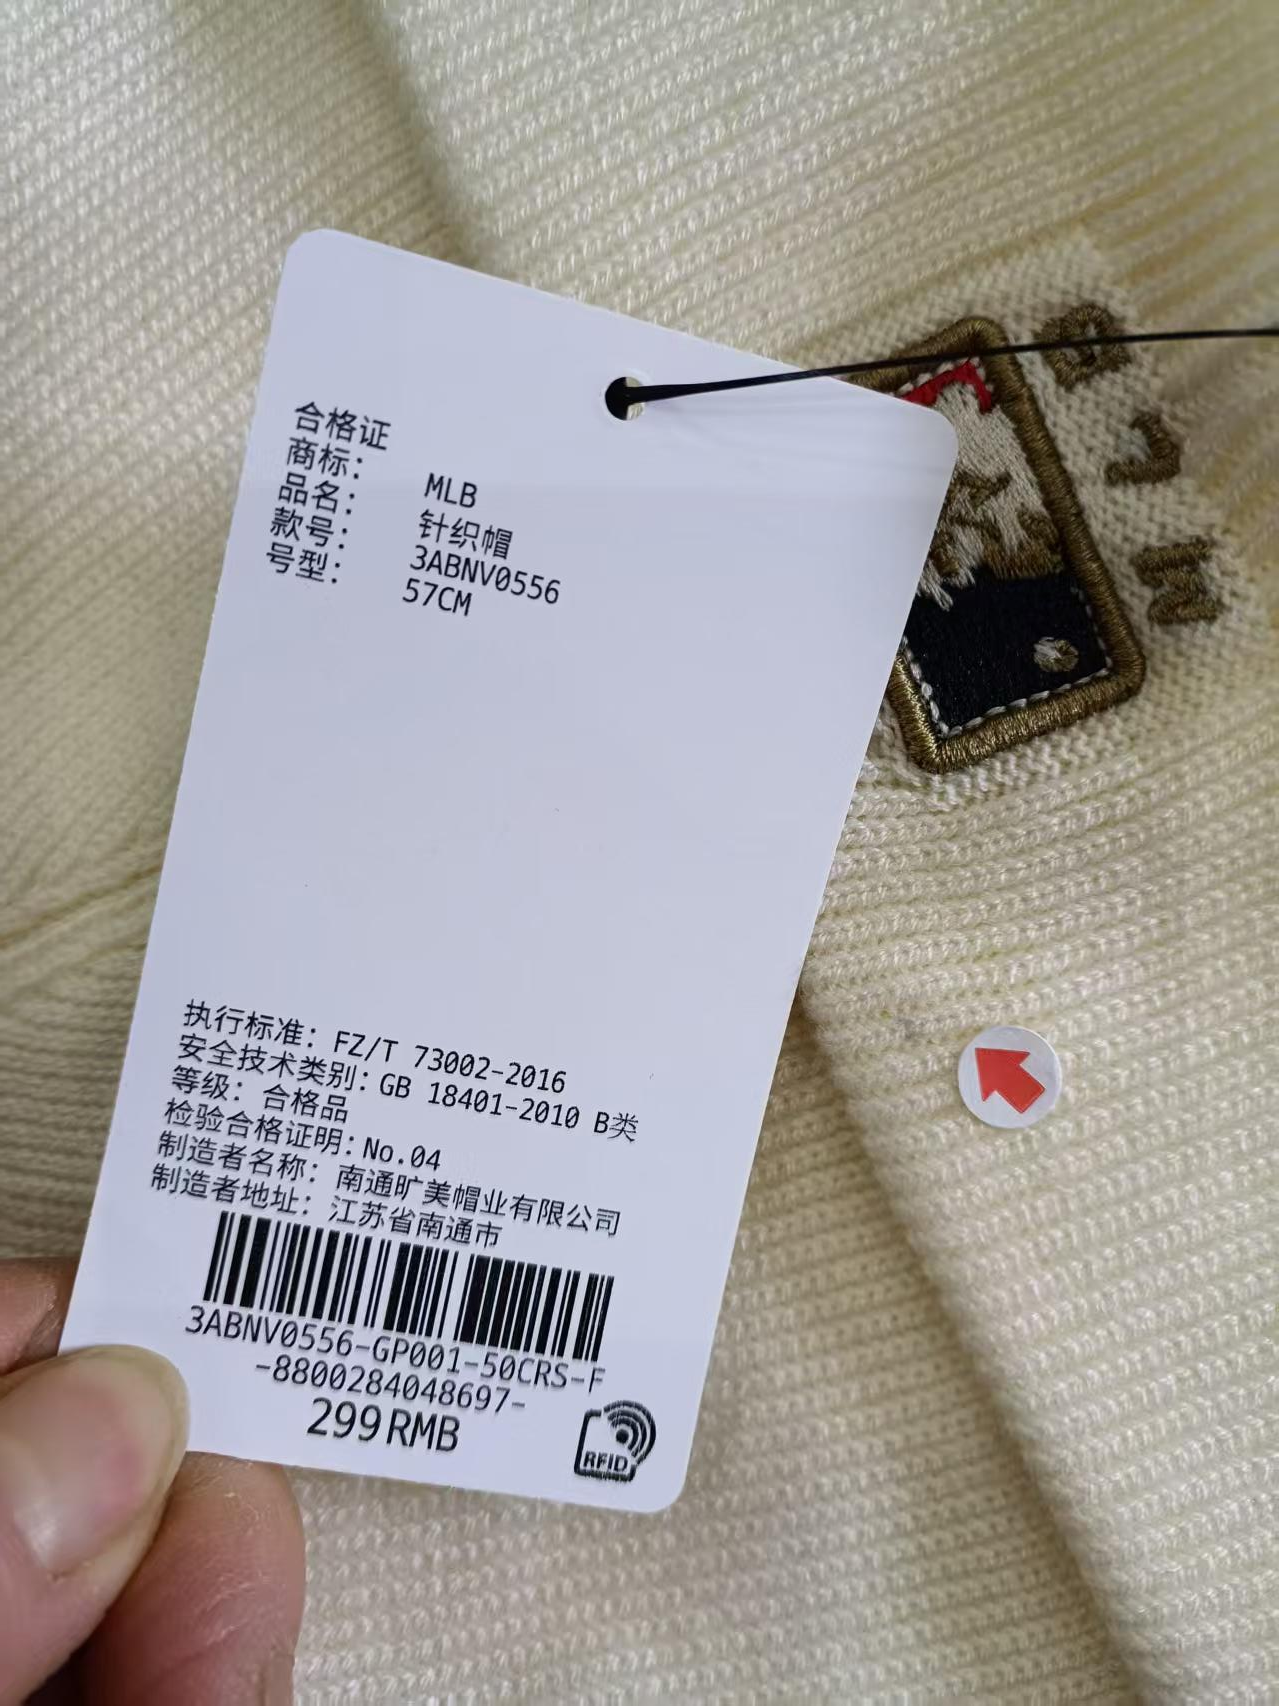 合格证
商标: MLB
品名: 针织帽
款号: 3ABNV0556
号型: 57CM
执行标准: FZ/T 73002-2016
安全技术类别: GB 18401-2010 B类
等级: 合格品
检验合格证明: No.04
制造者名称: 南通旷美帽业有限公司
制造者地址: 江苏省南通市
3ABNV0556-GP001-50CRS-F
-8800284048697-
299RMB
RFID
MLB